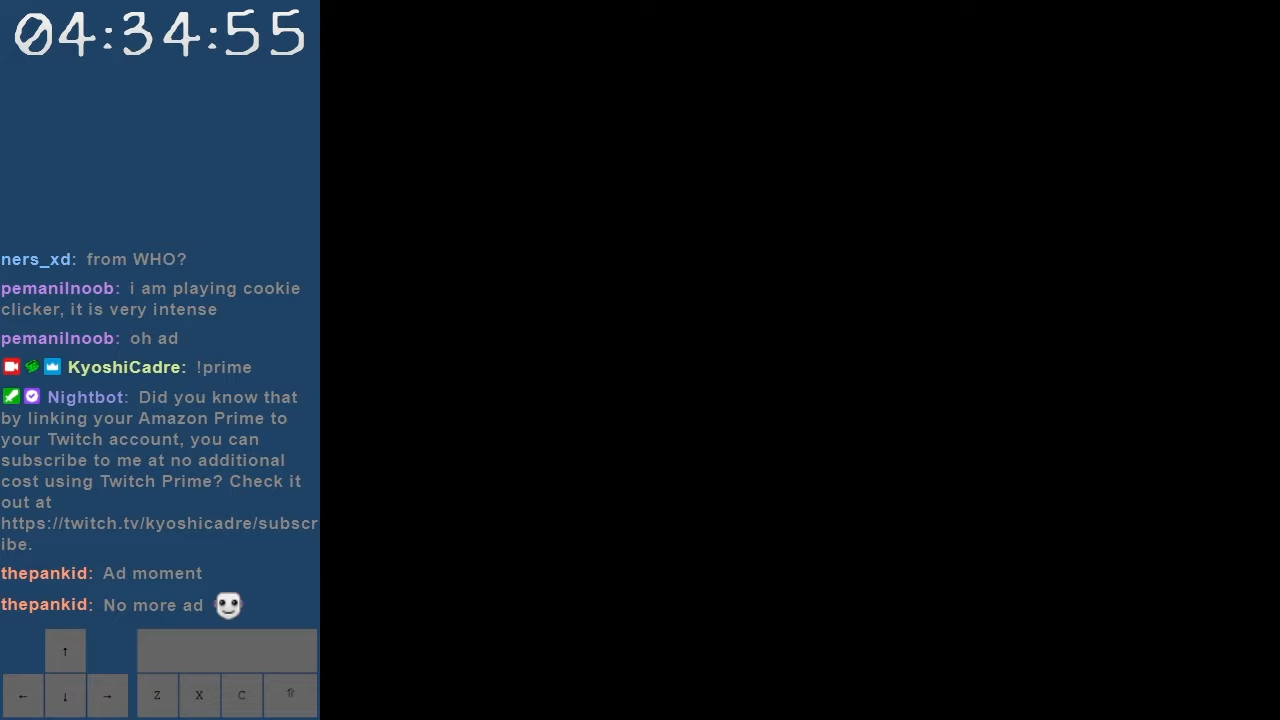 04:34:55
ners_xd: from WHO?
pemanilnoob: i am playing cookie
clicker, it is very intense
pemanilnoob: oh ad
KyoshiCadre: !prime
Nightbot: Did you know that
by linking your Amazon Prime to
your Twitch account, you can
subscribe to me at no additional
cost using Twitch Prime? Check it
out at
https://twitch.tv/kyoshicadre/subscr
ibe.
thepankid: Ad moment
thepankid: No more ad
↑
← ↓ → Z X C ⇧